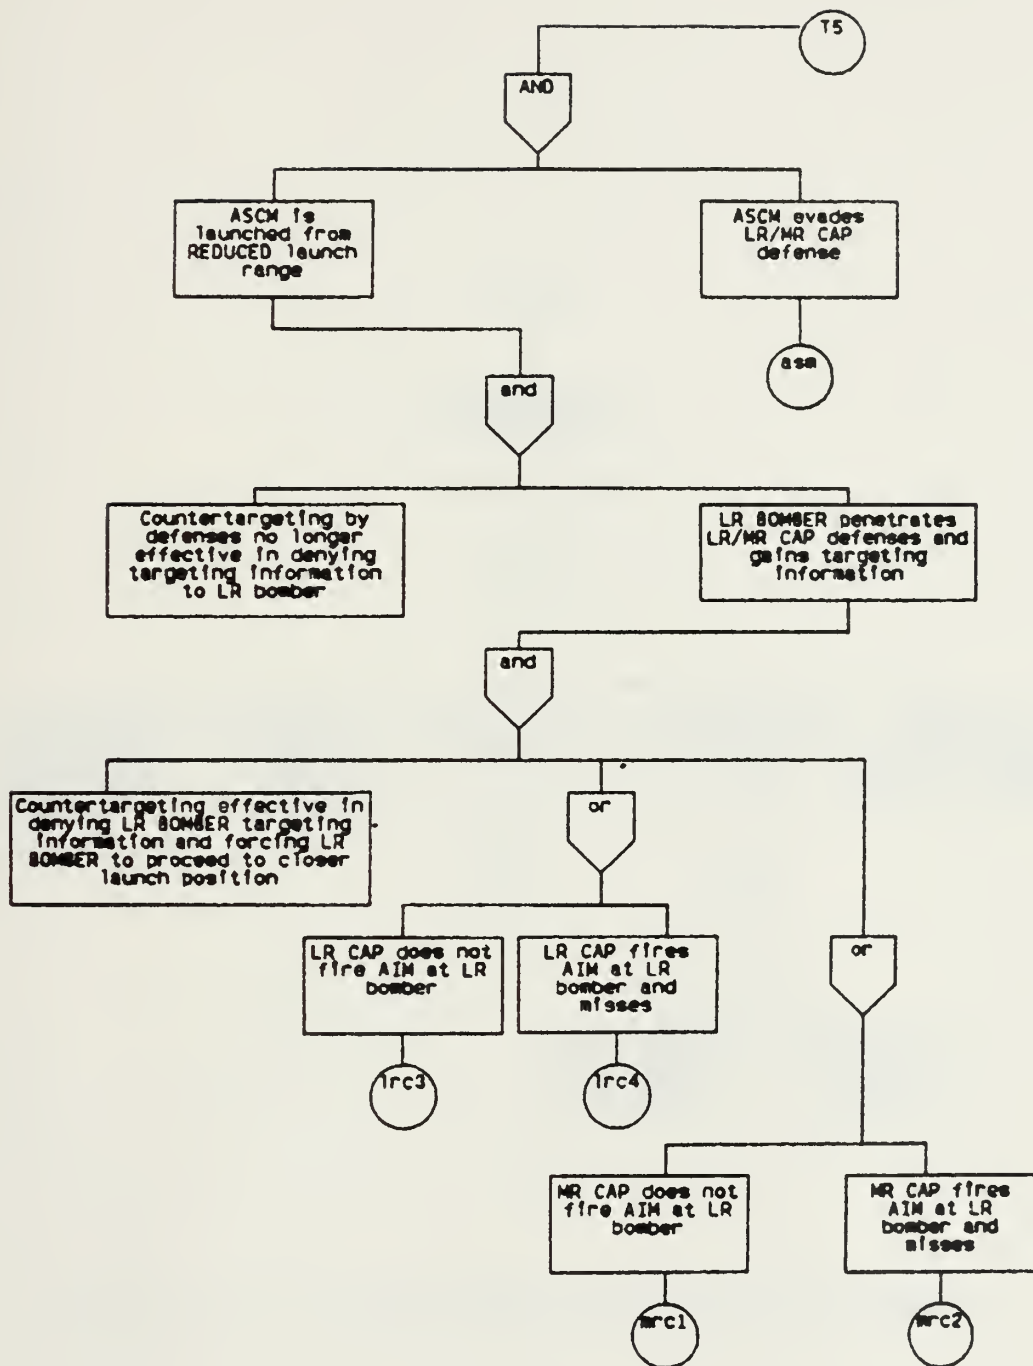 T5
AND
ASCM is
launched from
REDUCED launch
range
ASCM evades
LR/MR CAP
defense
asm
and
Countertargeting by
defenses no longer
effective in denying
targeting information
to LR bomber
LR BOMBER penetrates
LR/MR CAP defenses and
gains targeting
information
and
Countertargeting effective in
denying LR BOMBER targeting
information and forcing LR
BOMBER to proceed to closer
launch position
or
LR CAP does not
fire AIM at LR
bomber
LR CAP fires
AIM at LR
bomber and
misses
or
lrc3
lrc4
MR CAP does not
fire AIM at LR
bomber
MR CAP fires
AIM at LR
bomber and
misses
mrc1
mrc2